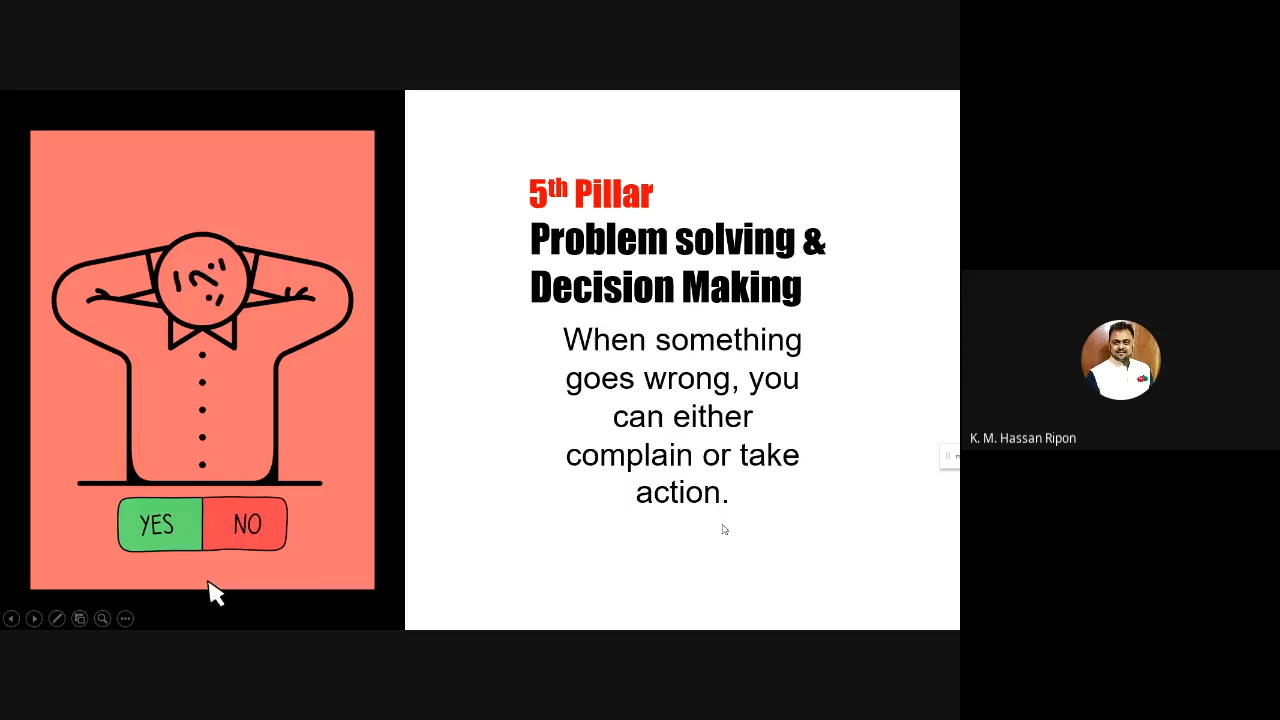 5th Pillar
Problem solving &
Decision Making
When something
goes wrong, you
can either
complain or take
action.
YES NO
K. M. Hassan Ripon